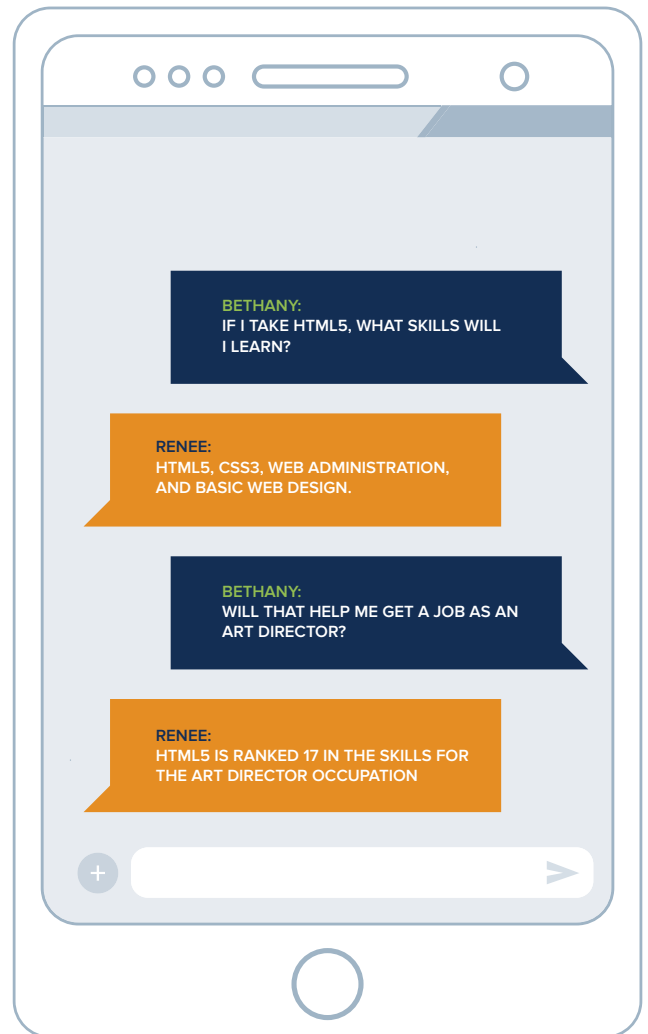 BETHANY:
IF I TAKE HTML5, WHAT SKILLS WILL
I LEARN?
RENEE:
HTML5, CSS3, WEB ADMINISTRATION,
AND BASIC WEB DESIGN.
BETHANY:
WILL THAT HELP ME GET A JOB AS AN
ART DIRECTOR?
RENEE:
HTML5 IS RANKED 17 IN THE SKILLS FOR
THE ART DIRECTOR OCCUPATION